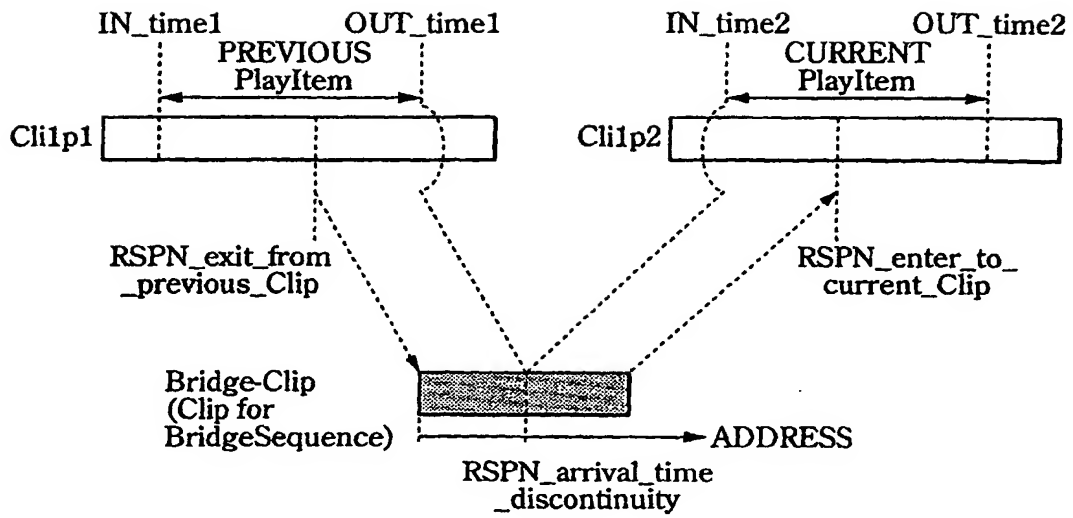 IN_time1
OUT_time1
IN_time2
OUT_time2
PREVIOUS
PlayItem
CURRENT
PlayItem
Cli1p1
Cli1p2
RSPN_exit_from
_previous_Clip
RSPN_enter_to_
current_Clip
Bridge-Clip
(Clip for
BridgeSequence)
ADDRESS
RSPN_arrival_time
_discontinuity